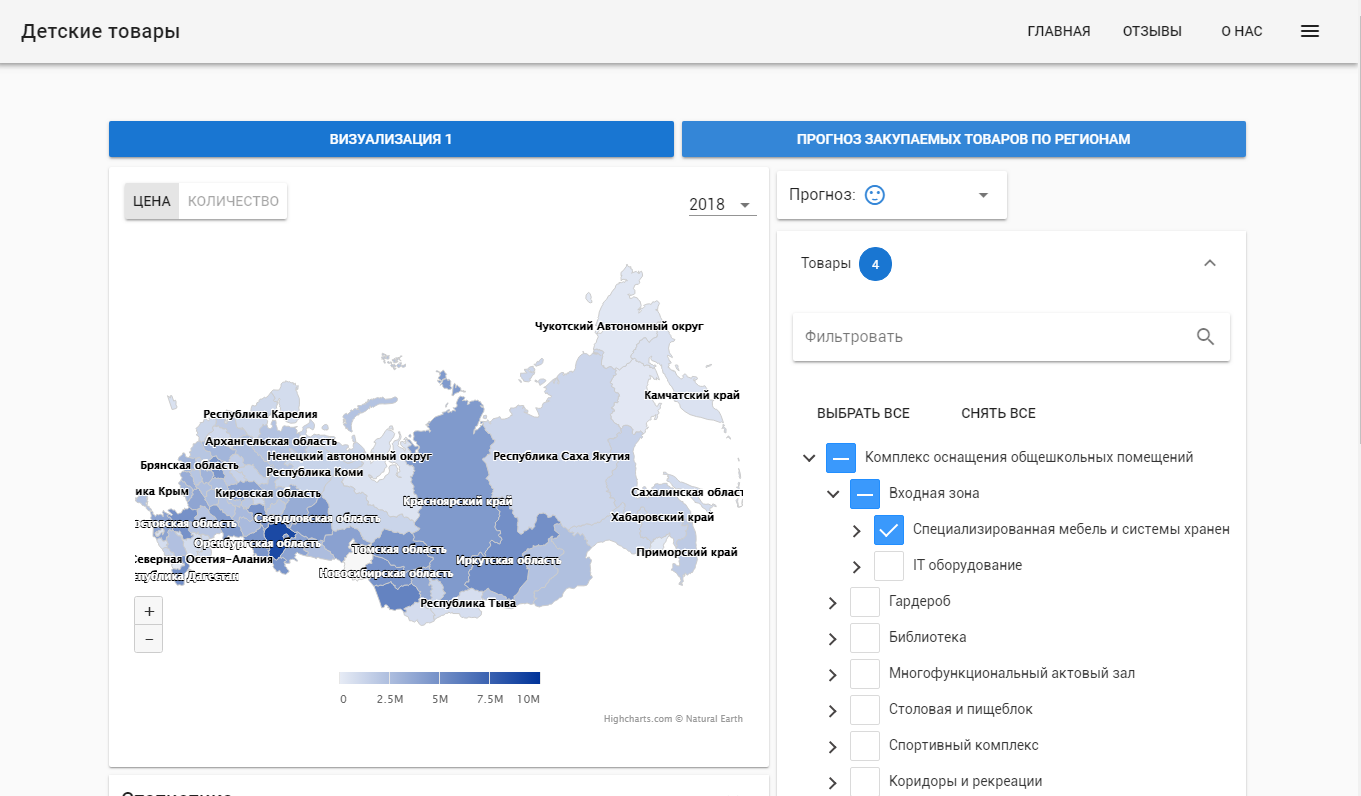 Детские товары
ГЛАВНАЯ
ОТЗЫВЫ
О НАС
ВИЗУАЛИЗАЦИЯ 1
ПРОГНОЗ ЗАКУПАЕМЫХ ТОВАРОВ ПО РЕГИОНАМ
ЦЕНА
КОЛИЧЕСТВО
2018
Чукотский Автономный округ
Камчатский край
Республика Карелия
Архангельская область
Ненецкий автономный округ
Республика Саха Якутия
Брянская область
Республика Коми
ика Крым
Кировская область
Красноярский край
Сахалинская област
Хабаровский край
остовская область
Свердловская область
Оренбургская область
Томская область
Приморский край
Северная Осетия-Алания
Иркутская область
публика Дагестан
Новосибирская область
Республика Тыва
+
−
0
2.5M
5M
7.5M
10M
Highcharts.com © Natural Earth
Прогноз:
Товары
4
Фильтровать
ВЫБРАТЬ ВСЕ
СНЯТЬ ВСЕ
Комплекс оснащения общешкольных помещений
Входная зона
Специализированная мебель и системы хранен
IT оборудование
Гардероб
Библиотека
Многофункциональный актовый зал
Столовая и пищеблок
Спортивный комплекс
Коридоры и рекреации